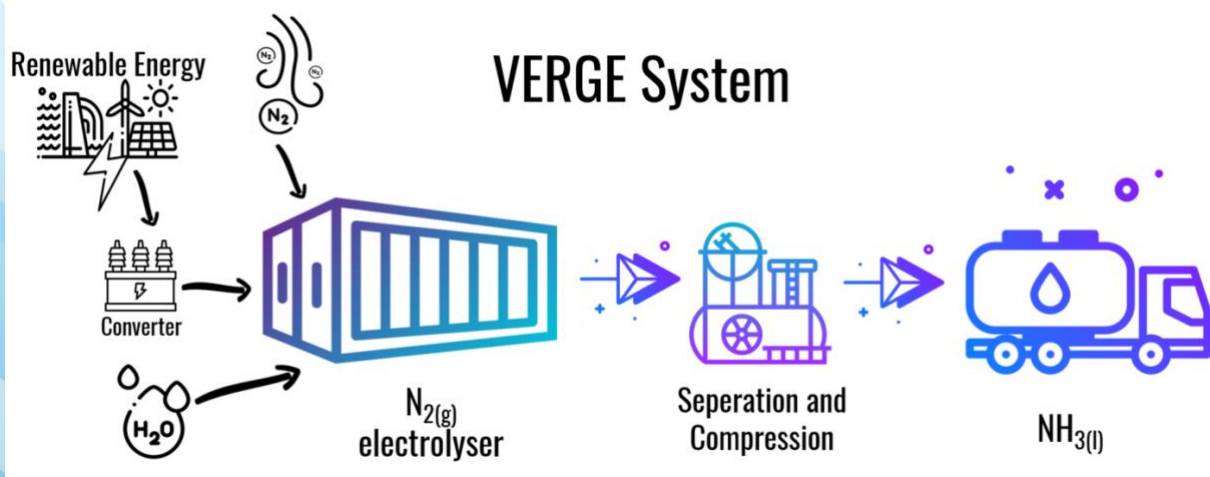 VERGE System
Renewable Energy
N₂
N₂
N₂
Converter
H₂O
N₂(g)
electrolyser
Seperation and
Compression
NH₃(l)